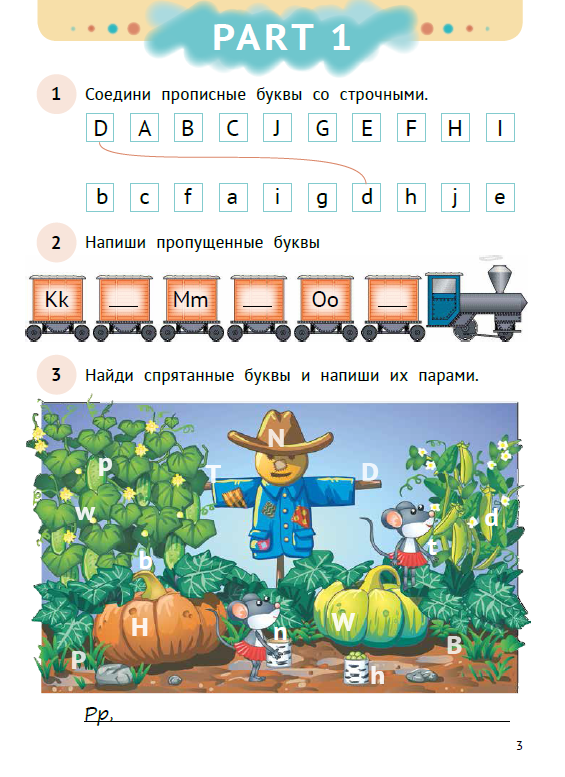 PART 1
1 Соедини прописные буквы со строчными.
D A B C J G E F H I
b c f a i g d h j e
2 Напиши пропущенные буквы
Kk ___ Mm ___ Oo ___
3 Найди спрятанные буквы и напиши их парами.
N
p T D
w d
t
b
H W
n B
p h
Pp,
3